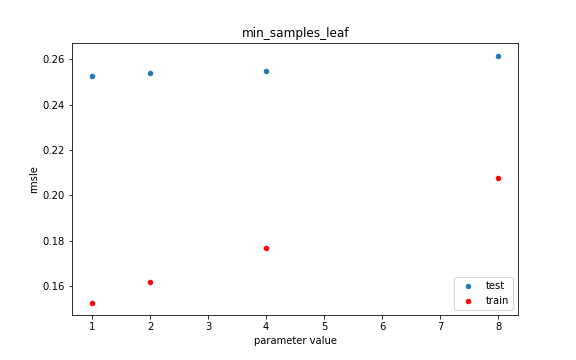 min_samples_leaf
rmsle
0.26
0.24
0.22
0.20
0.18
0.16
1 2 3 4 5 6 7 8
parameter value
test
train